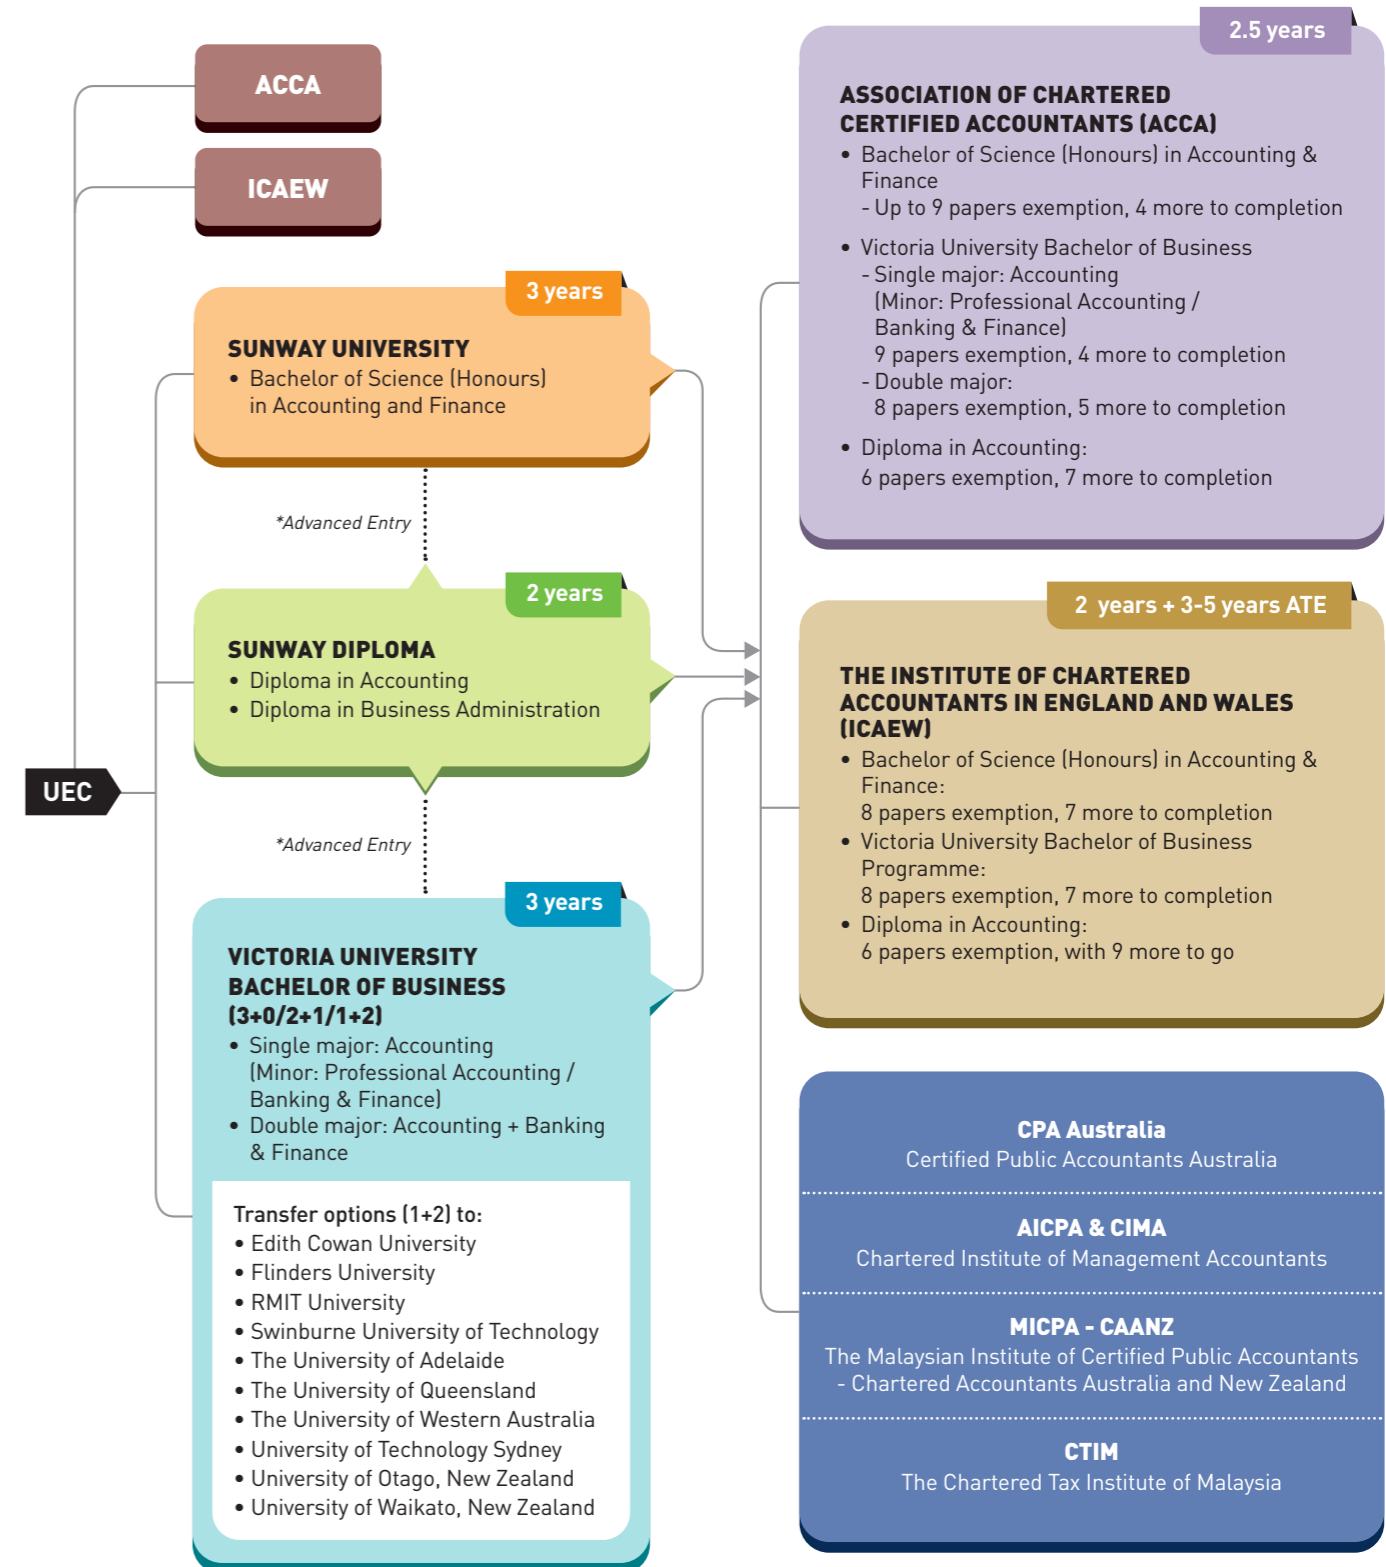 ACCA
ICAEW
3 years
SUNWAY UNIVERSITY
• Bachelor of Science (Honours)
in Accounting and Finance
*Advanced Entry
2 years
SUNWAY DIPLOMA
• Diploma in Accounting
• Diploma in Business Administration
UEC
*Advanced Entry
3 years
VICTORIA UNIVERSITY
BACHELOR OF BUSINESS
(3+0/2+1/1+2)
• Single major: Accounting
(Minor: Professional Accounting /
Banking & Finance)
• Double major: Accounting + Banking
& Finance
Transfer options (1+2) to:
• Edith Cowan University
• Flinders University
• RMIT University
• Swinburne University of Technology
• The University of Adelaide
• The University of Queensland
• The University of Western Australia
• University of Technology Sydney
• University of Otago, New Zealand
• University of Waikato, New Zealand
2.5 years
ASSOCIATION OF CHARTERED
CERTIFIED ACCOUNTANTS (ACCA)
• Bachelor of Science (Honours) in Accounting &
Finance
- Up to 9 papers exemption, 4 more to completion
• Victoria University Bachelor of Business
- Single major: Accounting
(Minor: Professional Accounting /
Banking & Finance)
9 papers exemption, 4 more to completion
- Double major:
8 papers exemption, 5 more to completion
• Diploma in Accounting:
6 papers exemption, 7 more to completion
2 years + 3-5 years ATE
THE INSTITUTE OF CHARTERED
ACCOUNTANTS IN ENGLAND AND WALES
(ICAEW)
• Bachelor of Science (Honours) in Accounting &
Finance:
8 papers exemption, 7 more to completion
• Victoria University Bachelor of Business
Programme:
8 papers exemption, 7 more to completion
• Diploma in Accounting:
6 papers exemption, with 9 more to go
CPA Australia
Certified Public Accountants Australia
AICPA & CIMA
Chartered Institute of Management Accountants
MICPA - CAANZ
The Malaysian Institute of Certified Public Accountants
- Chartered Accountants Australia and New Zealand
CTIM
The Chartered Tax Institute of Malaysia